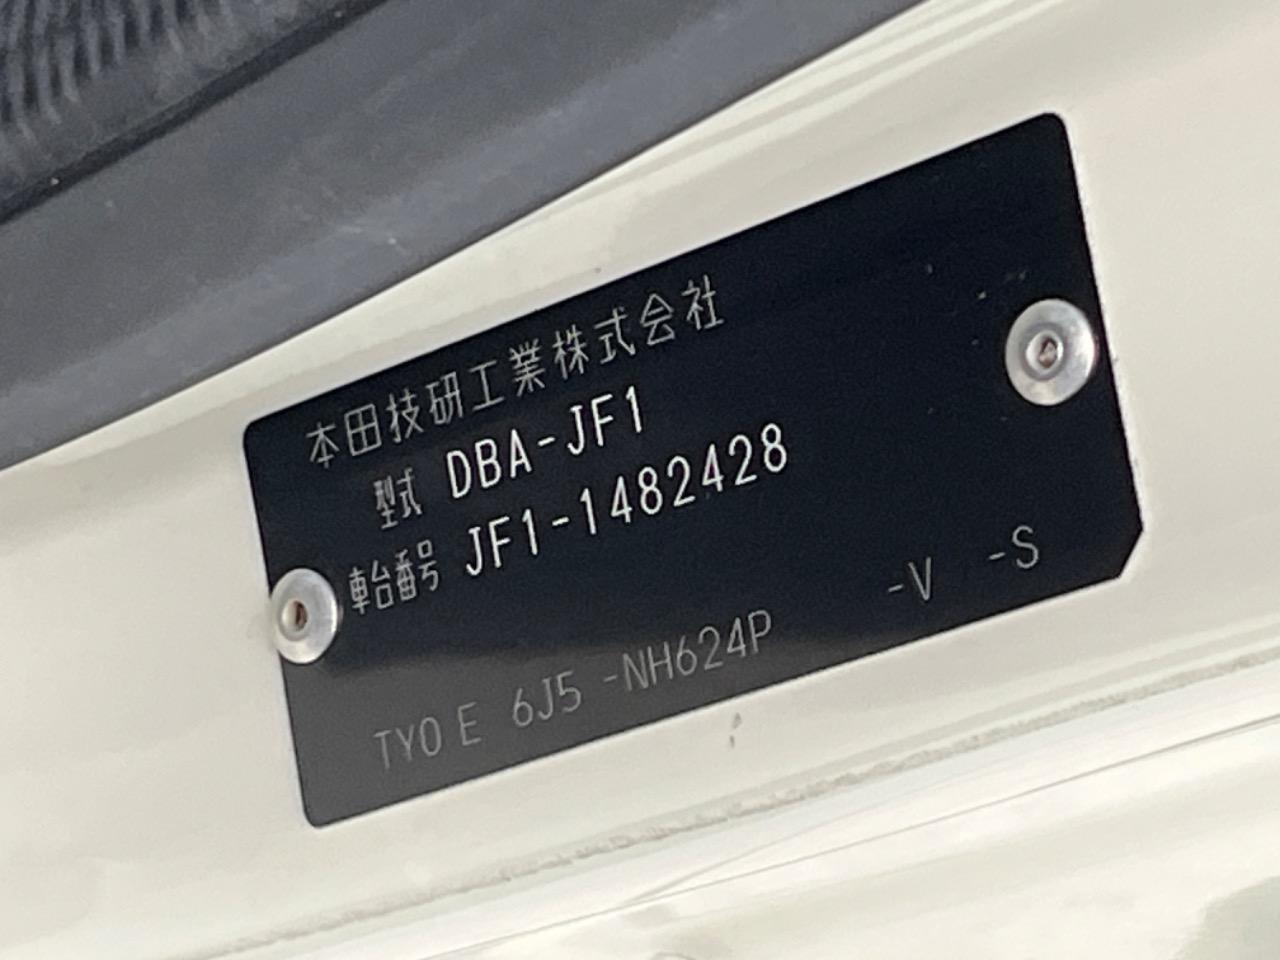 本田技研工業株式会社
型式 DBA-JF1
車台番号 JF1-1482428
TY0 E 6J5 -NH624P -V -S